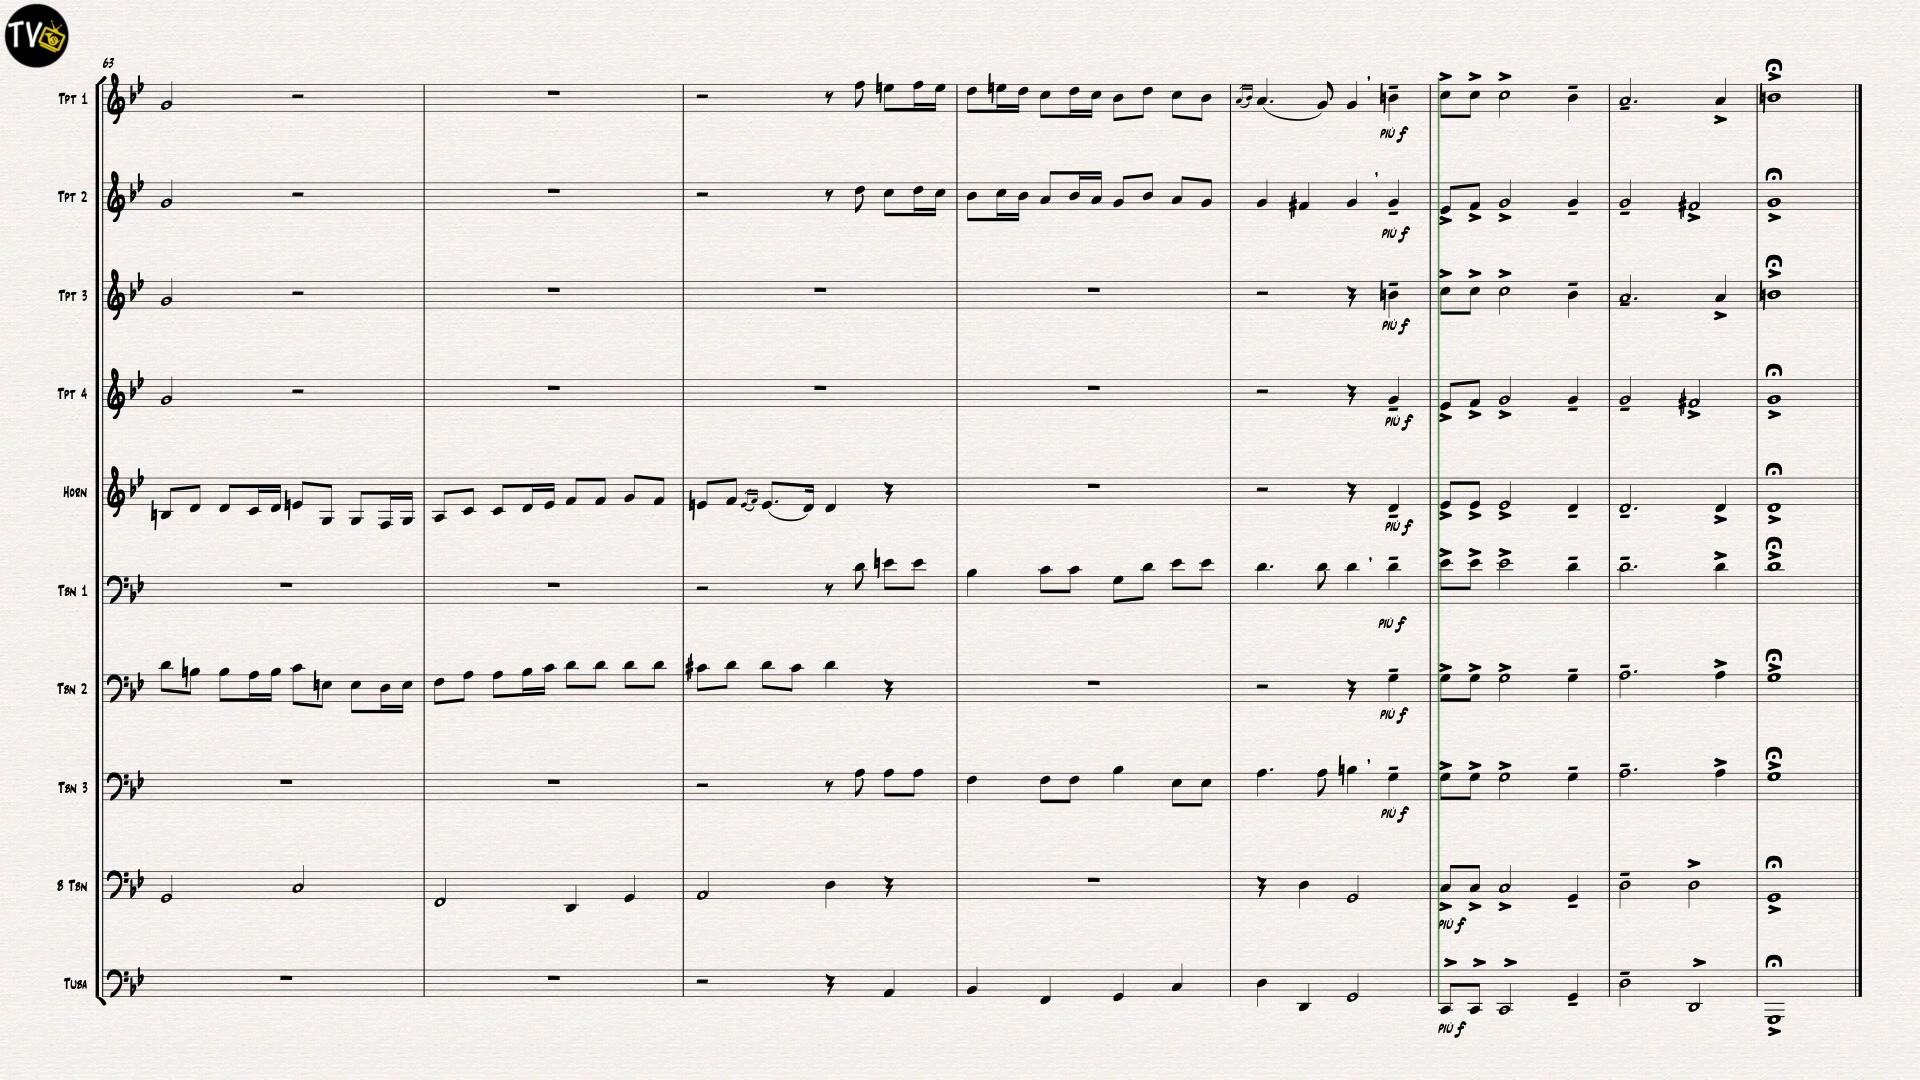 TV
63
TPT 1
PIÙ f
TPT 2
PIÙ f
TPT 3
PIÙ f
TPT 4
PIÙ f
HORN
PIÙ f
TBN 1
PIÙ f
TBN 2
PIÙ f
TBN 3
PIÙ f
B TBN
PIÙ f
TUBA
PIÙ f